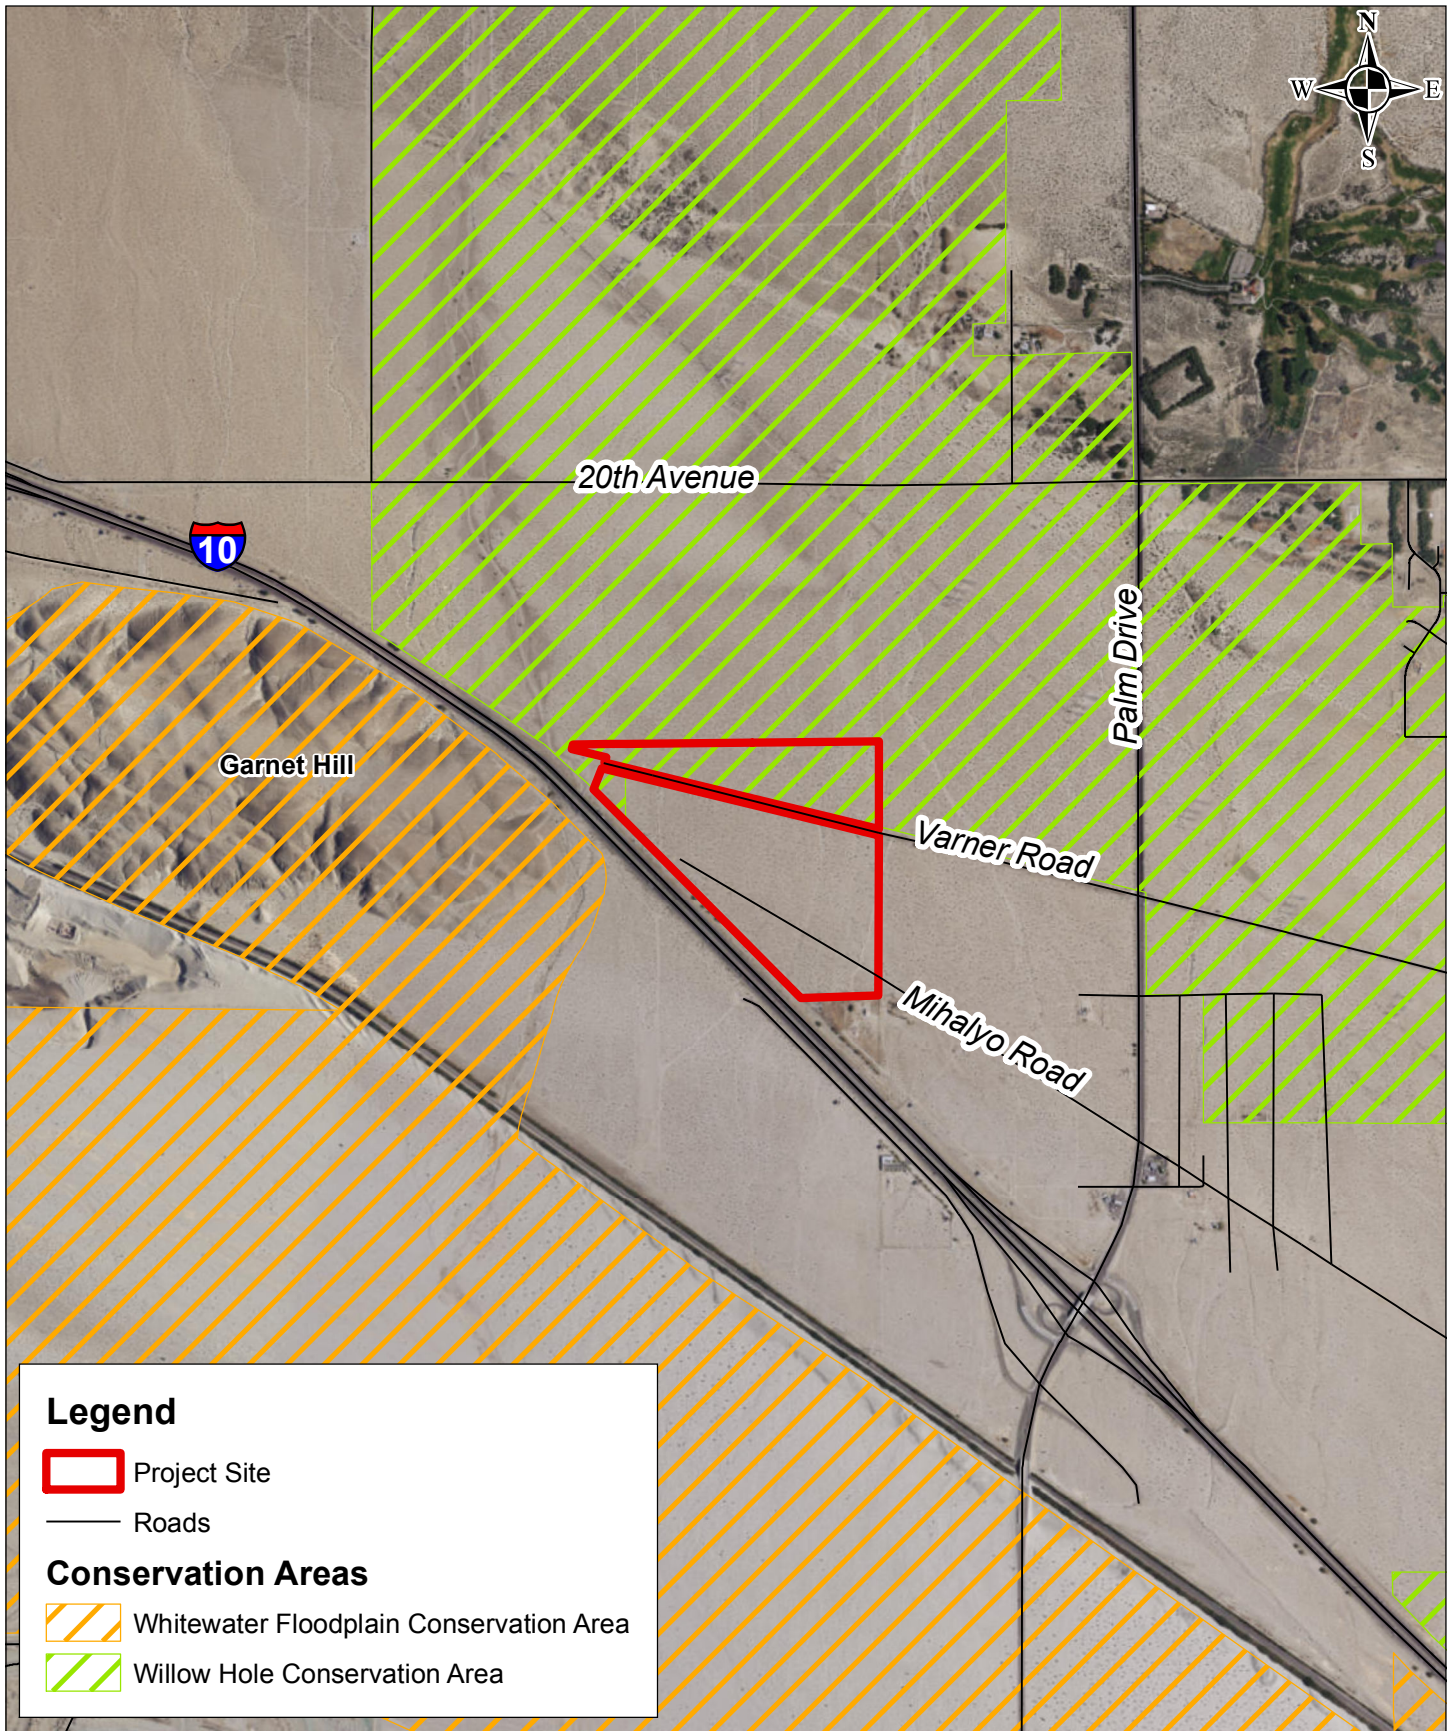 N
W E
S
20th Avenue
10
Palm Drive
Garnet Hill
Varner Road
Mihalyo Road
Legend
Project Site
Roads
Conservation Areas
Whitewater Floodplain Conservation Area
Willow Hole Conservation Area